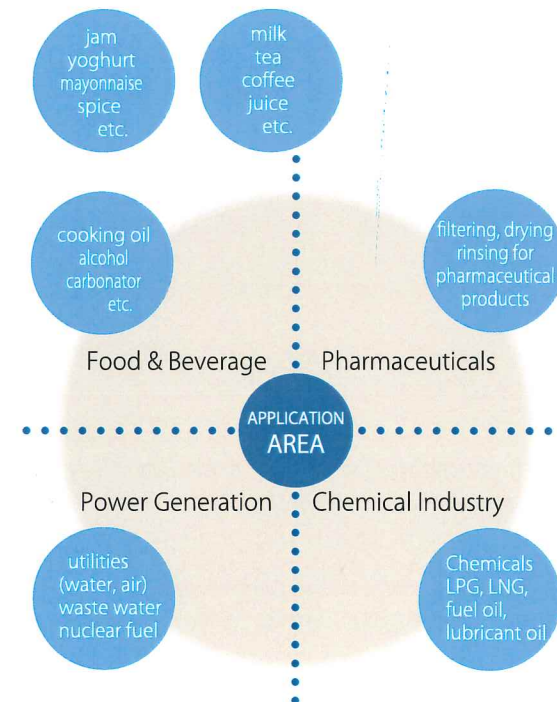 jam
yoghurt
mayonnaise
spice
etc.
milk
tea
coffee
juice
etc.
cooking oil
alcohol
carbonator
etc.
filtering, drying
rinsing for
pharmaceutical
products
Food & Beverage
Pharmaceuticals
APPLICATION
AREA
Power Generation
Chemical Industry
utilities
(water, air)
waste water
nuclear fuel
Chemicals
LPG, LNG,
fuel oil,
lubricant oil